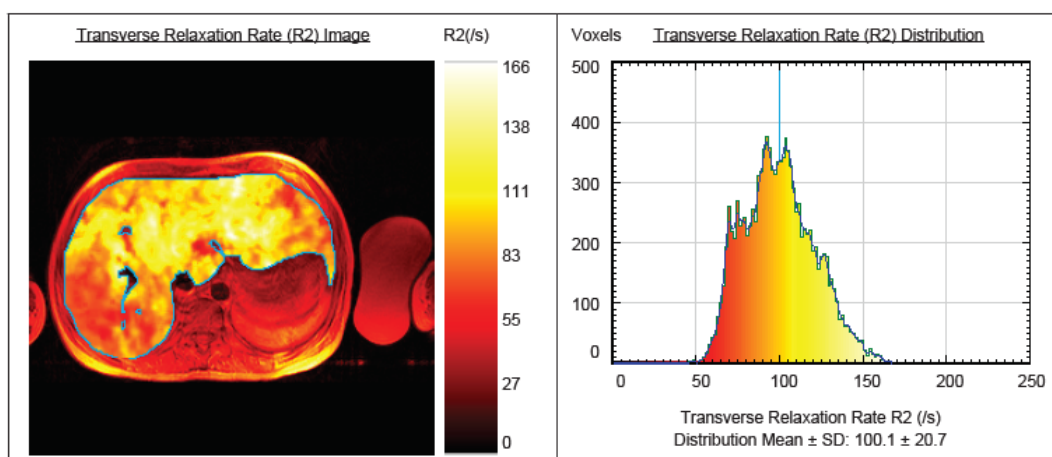 Transverse Relaxation Rate (R2) Image
R2(/s)
166
138
111
83
55
27
0
Voxels
Transverse Relaxation Rate (R2) Distribution
500
400
300
200
100
0
0 50 100 150 200 250
Transverse Relaxation Rate R2 (/s)
Distribution Mean ± SD: 100.1 ± 20.7